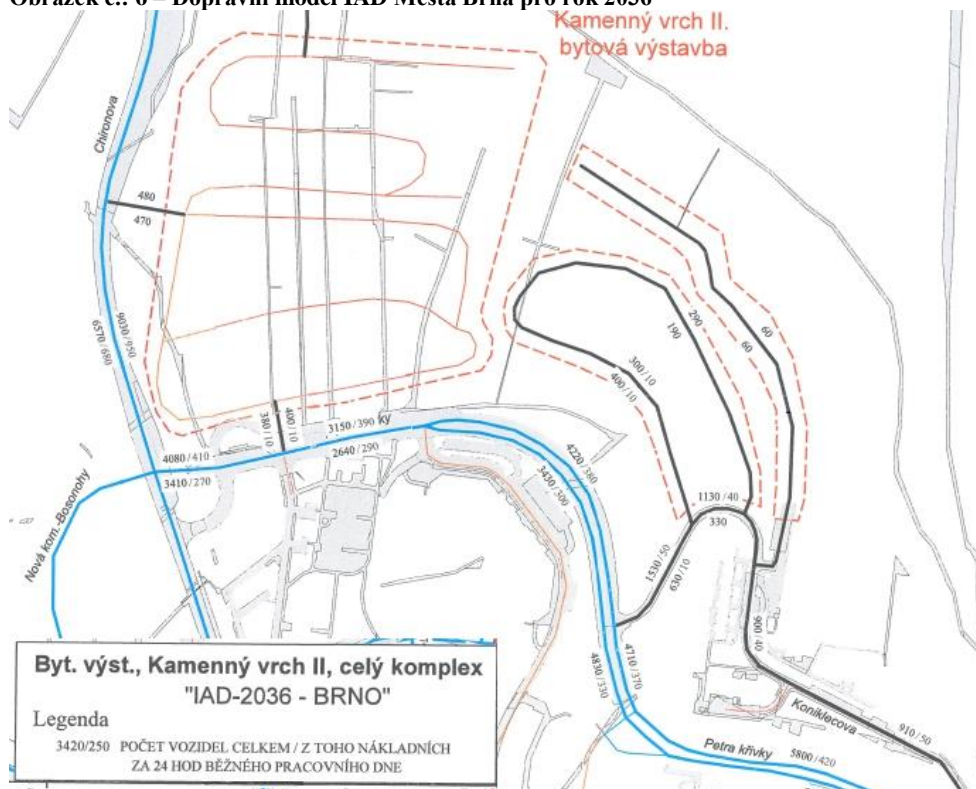 Obrázek č.: 6 – Dopravní model IAD Města Brna pro rok 2036
Kamenný vrch II.
bytová výstavba
Chironova
480
470
9030/950
6570/680
290
190
60
60
300/10
400/10
400/10
380/10
3150/390
ky
2640/290
4080/410
3410/270
4220/380
3430/300
1130/40
330
Nová kom.-Bosonohy
1530/50
630/10
900/40
4710/370
4830/330
Koniklecova
910/50
Petra křivky
5800/420
Byt. výst., Kamenný vrch II, celý komplex
"IAD-2036 - BRNO"
Legenda
3420/250 POČET VOZIDEL CELKEM / Z TOHO NÁKLADNÍCH
ZA 24 HOD BĚŽNÉHO PRACOVNÍHO DNE